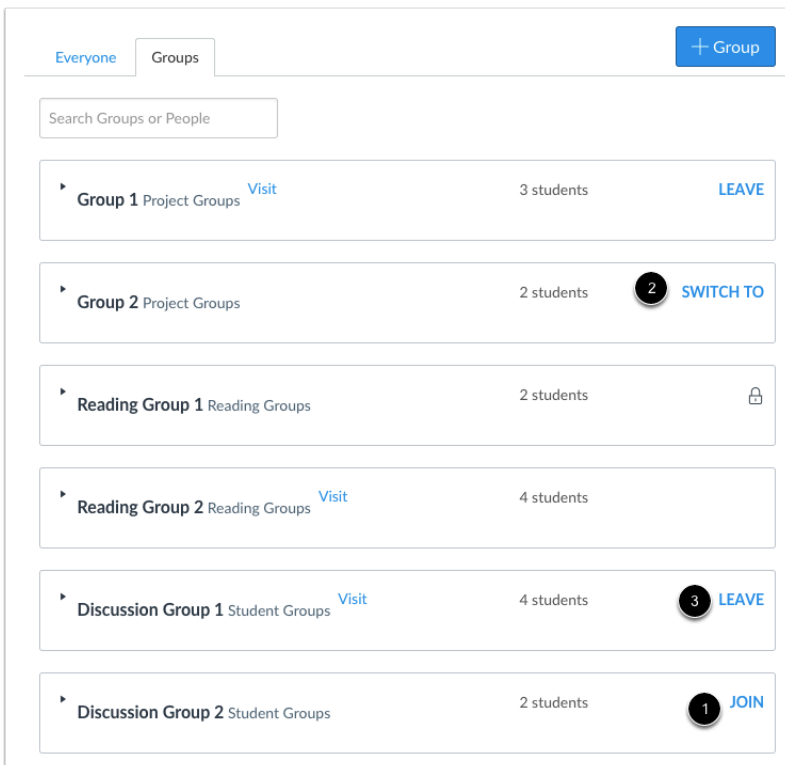 Everyone Groups + Group
Search Groups or People
Group 1 Project Groups Visit 3 students LEAVE
Group 2 Project Groups 2 students 2 SWITCH TO
Reading Group 1 Reading Groups 2 students
Reading Group 2 Reading Groups Visit 4 students
Discussion Group 1 Student Groups Visit 4 students 3 LEAVE
Discussion Group 2 Student Groups 2 students 1 JOIN